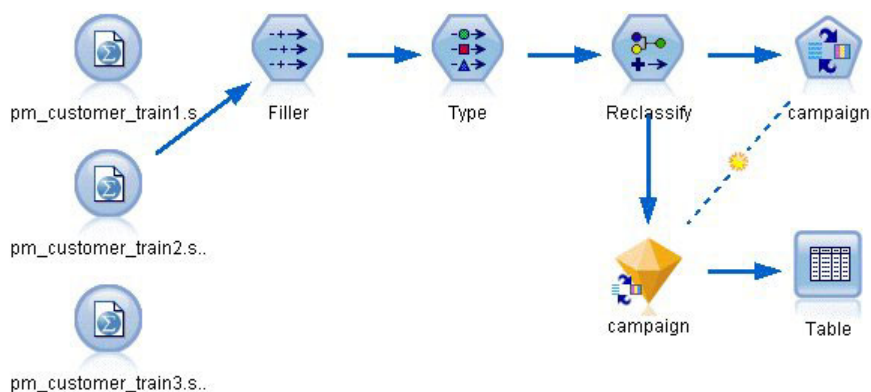 pm_customer_train1.s
Filler
Type
Reclassify
campaign
pm_customer_train2.s..
campaign
Table
pm_customer_train3.s..